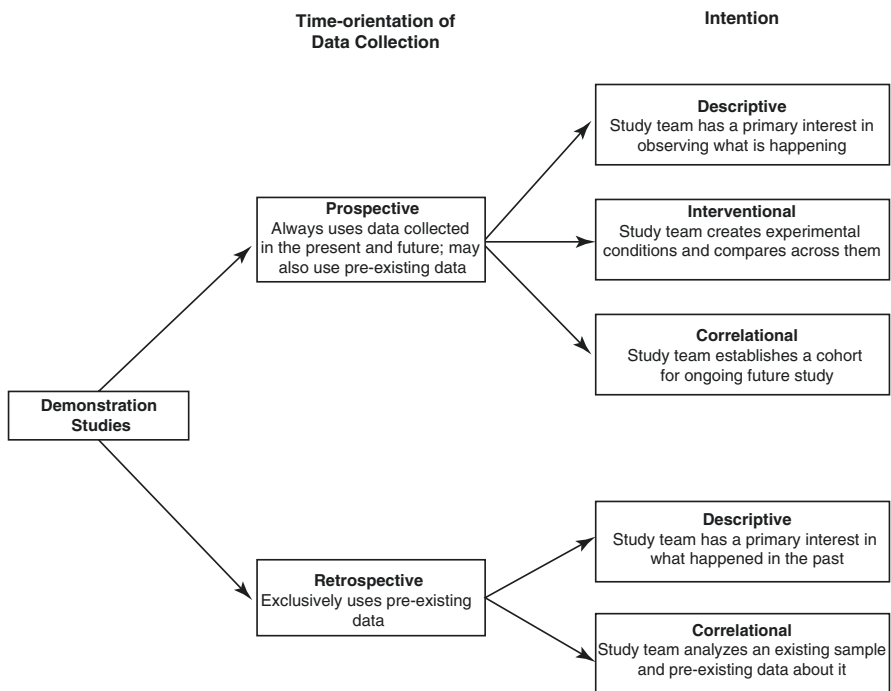 Time-orientation of
Data Collection
Intention
Descriptive
Study team has a primary interest in
observing what is happening
Prospective
Always uses data collected
in the present and future; may
also use pre-existing data
Interventional
Study team creates experimental
conditions and compares across them
Correlational
Study team establishes a cohort
for ongoing future study
Demonstration
Studies
Descriptive
Study team has a primary interest in
what happened in the past
Retrospective
Exclusively uses pre-existing
data
Correlational
Study team analyzes an existing sample
and pre-existing data about it